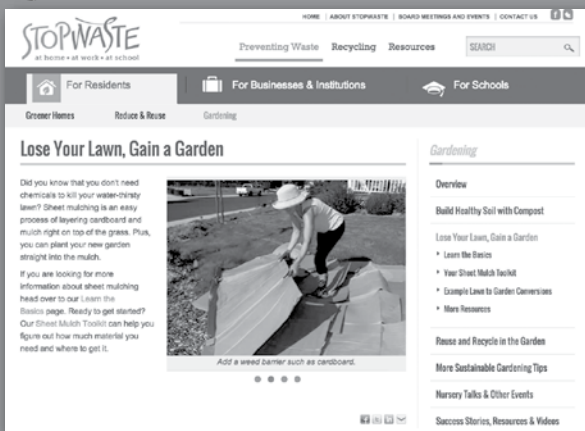 HOME | ABOUT STOPWASTE | BOARD MEETINGS AND EVENTS | CONTACT US
STOPWASTE
at home • at work • at school
Preventing Waste Recycling Resources
SEARCH
For Residents
For Businesses & Institutions
For Schools
Greener Homes Reduce & Reuse Gardening
Lose Your Lawn, Gain a Garden
Did you know that you don't need
chemicals to kill your water-thirsty
lawn? Sheet mulching is an easy
process of layering cardboard and
mulch right on top of the grass. Plus,
you can plant your new garden
straight into the mulch.
If you are looking for more
information about sheet mulching
head over to our Learn the
Basics page. Ready to get started?
Our Sheet Mulch Toolkit can help you
figure out how much material you
need and where to get it.
Add a weed barrier such as cardboard.
Gardening
Overview
Build Healthy Soil with Compost
Lose Your Lawn, Gain a Garden
Learn the Basics
Your Sheet Mulch Toolkit
Example Lawn to Garden Conversions
More Resources
Reuse and Recycle in the Garden
More Sustainable Gardening Tips
Nursery Talks & Other Events
Success Stories, Resources & Videos